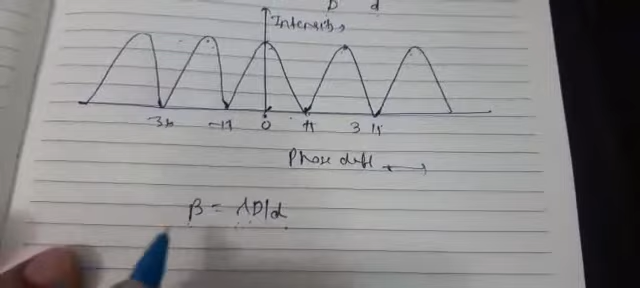 D d
Intensity
-3π -π 0 π 3π
Phase diff →
β = λD/d